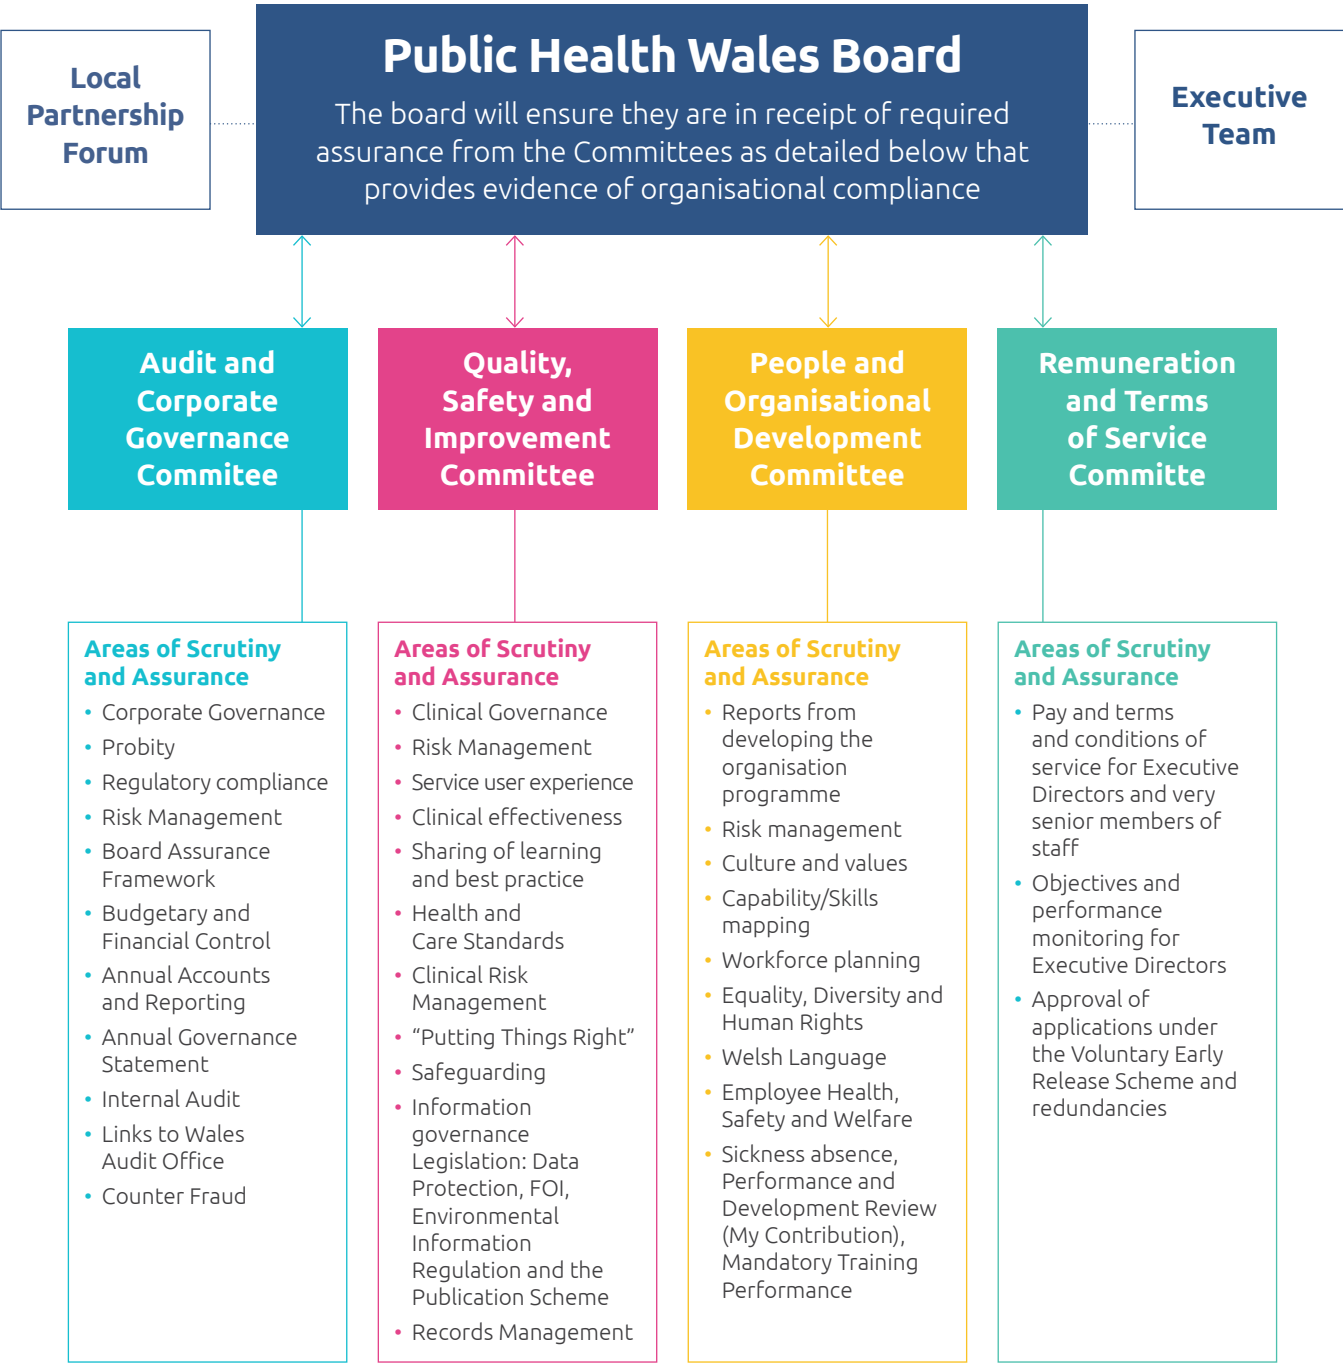 Local
Partnership
Forum
Public Health Wales Board
The board will ensure they are in receipt of required
assurance from the Committees as detailed below that
provides evidence of organisational compliance
Executive
Team
Audit and
Corporate
Governance
Commitee
Quality,
Safety and
Improvement
Committee
People and
Organisational
Development
Committee
Remuneration
and Terms
of Service
Committe
Areas of Scrutiny
and Assurance
• Corporate Governance
• Probity
• Regulatory compliance
• Risk Management
• Board Assurance
Framework
• Budgetary and
Financial Control
• Annual Accounts
and Reporting
• Annual Governance
Statement
• Internal Audit
• Links to Wales
Audit Office
• Counter Fraud
Areas of Scrutiny
and Assurance
• Clinical Governance
• Risk Management
• Service user experience
• Clinical effectiveness
• Sharing of learning
and best practice
• Health and
Care Standards
• Clinical Risk
Management
• “Putting Things Right”
• Safeguarding
• Information
governance
Legislation: Data
Protection, FOI,
Environmental
Information
Regulation and the
Publication Scheme
• Records Management
Areas of Scrutiny
and Assurance
• Reports from
developing the
organisation
programme
• Risk management
• Culture and values
• Capability/Skills
mapping
• Workforce planning
• Equality, Diversity and
Human Rights
• Welsh Language
• Employee Health,
Safety and Welfare
• Sickness absence,
Performance and
Development Review
(My Contribution),
Mandatory Training
Performance
Areas of Scrutiny
and Assurance
• Pay and terms
and conditions of
service for Executive
Directors and very
senior members of
staff
• Objectives and
performance
monitoring for
Executive Directors
• Approval of
applications under
the Voluntary Early
Release Scheme and
redundancies